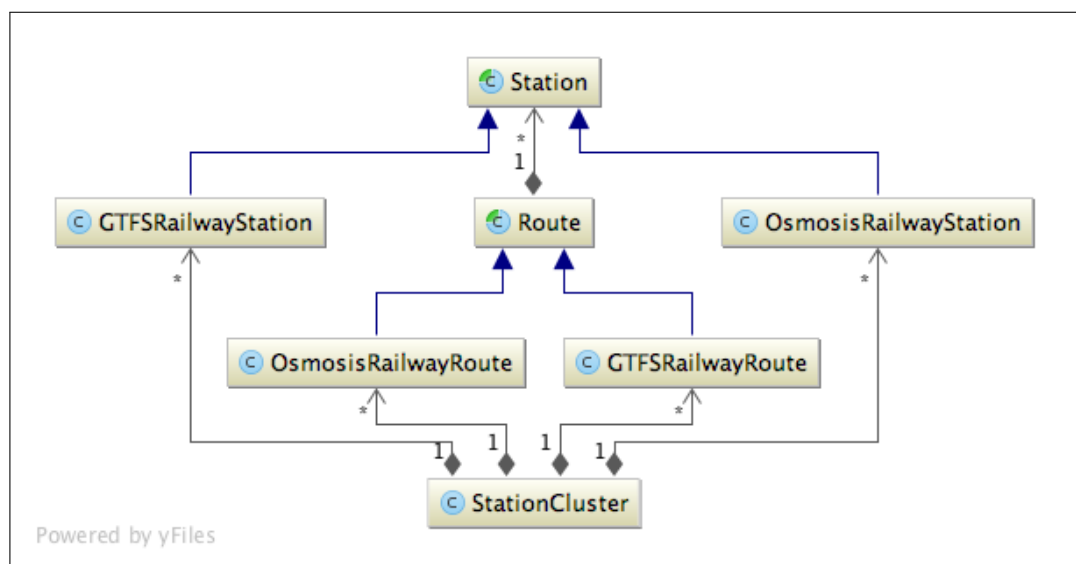 C Station
*
1
C GTFSRailwayStation
C Route
C OsmosisRailwayStation
*
*
C OsmosisRailwayRoute
C GTFSRailwayRoute
*
*
1
1
1
1
C StationCluster
Powered by yFiles